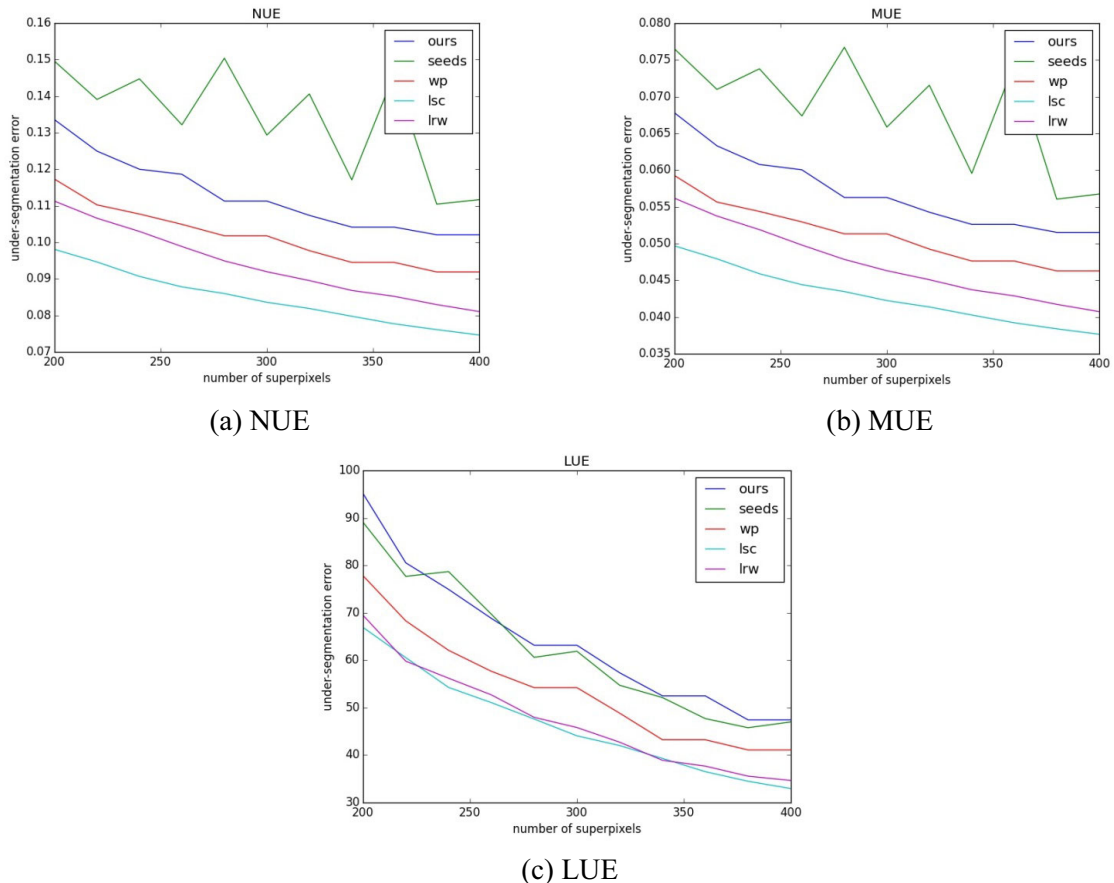 NUE
0.16
0.15
0.14
0.13
0.12
0.11
0.10
0.09
0.08
0.07
under-segmentation error
ours
seeds
wp
lsc
lrw
200 250 300 350 400
number of superpixels
(a) NUE
MUE
0.080
0.075
0.070
0.065
0.060
0.055
0.050
0.045
0.040
0.035
under-segmentation error
ours
seeds
wp
lsc
lrw
200 250 300 350 400
number of superpixels
(b) MUE
LUE
100
90
80
70
60
50
40
30
under-segmentation error
ours
seeds
wp
lsc
lrw
200 250 300 350 400
number of superpixels
(c) LUE